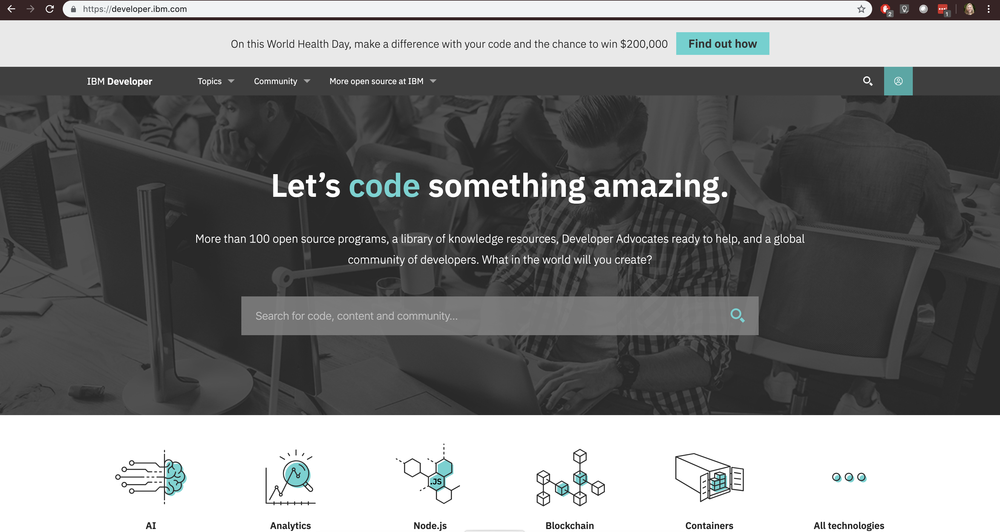 https://developer.ibm.com
2
1
On this World Health Day, make a difference with your code and the chance to win $200,000 Find out how
IBM Developer Topics Community More open source at IBM
Let’s code something amazing.
More than 100 open source programs, a library of knowledge resources, Developer Advocates ready to help, and a global
community of developers. What in the world will you create?
Search for code, content and community...
.JS
AI Analytics Node.js Blockchain Containers All technologies